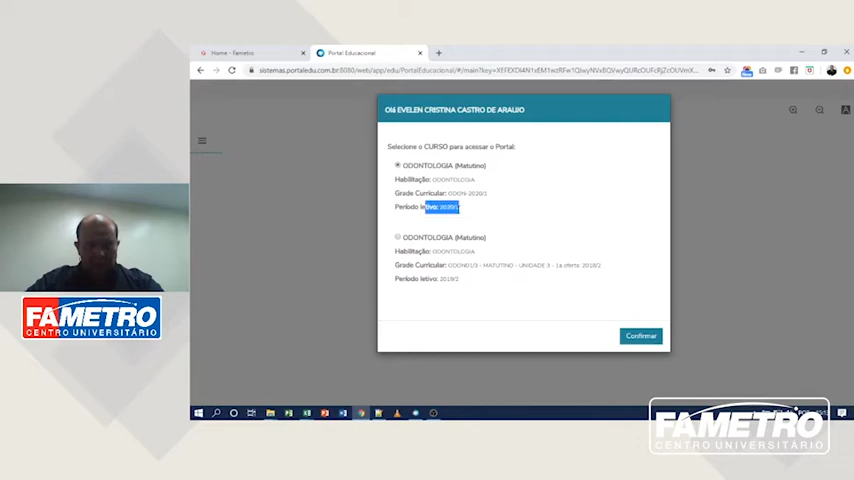 Home - Fametro
Portal Educacional
Olá EVELEN CRISTINA CASTRO DE ARAUJO
Selecione o CURSO para acessar o Portal:
ODONTOLOGIA (Matutino)
Habilitação: ODONTOLOGIA
Grade Curricular: ODON-2020/1
Período letivo: 2020/1
ODONTOLOGIA (Matutino)
Habilitação: ODONTOLOGIA
Grade Curricular: ODON01/3 - MATUTINO - UNIDADE 3 - 1a oferta: 2018/2
Período letivo: 2019/2
Confirmar
FAMETRO
CENTRO UNIVERSITÁRIO
FAMETRO
CENTRO UNIVERSITÁRIO